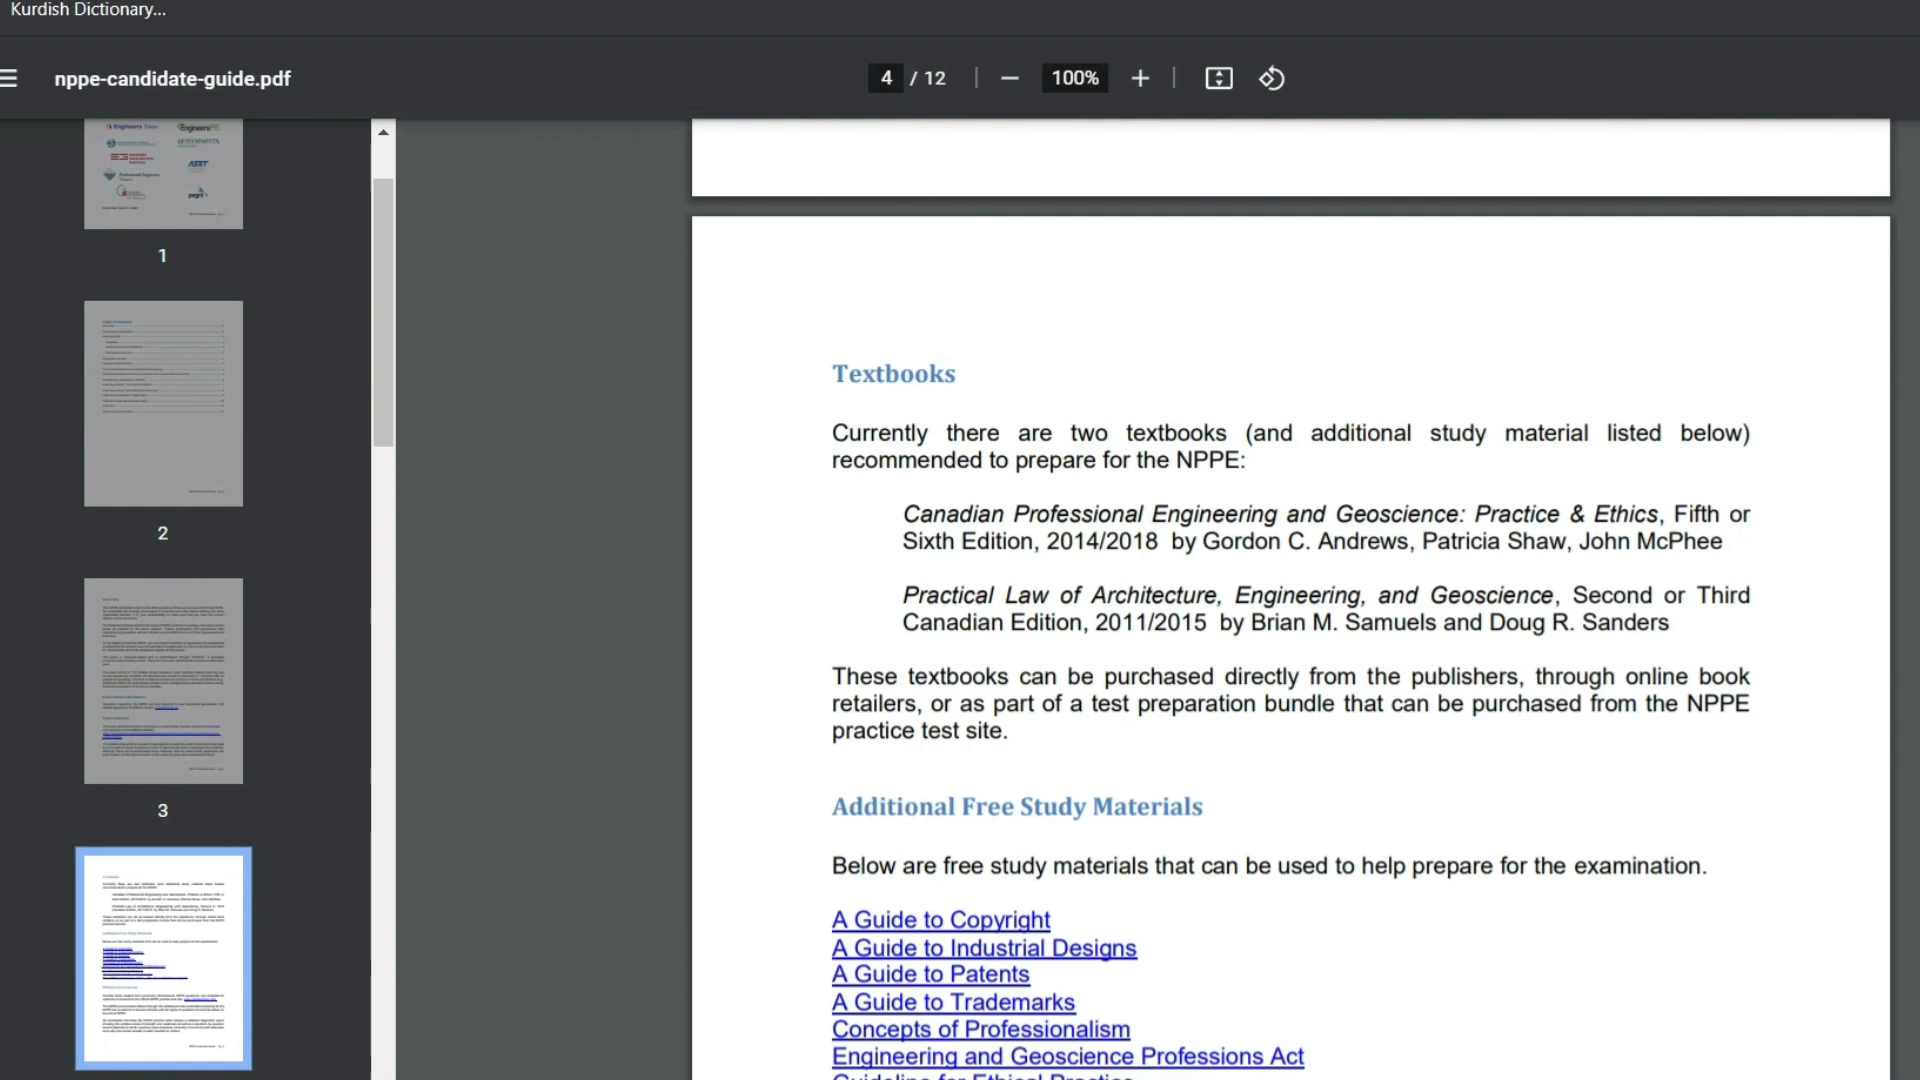 Kurdish Dictionary...
nppe-candidate-guide.pdf
4 / 12
100%
1
2
3
Textbooks
Currently there are two textbooks (and additional study material listed below)
recommended to prepare for the NPPE:
Canadian Professional Engineering and Geoscience: Practice & Ethics, Fifth or
Sixth Edition, 2014/2018 by Gordon C. Andrews, Patricia Shaw, John McPhee
Practical Law of Architecture, Engineering, and Geoscience, Second or Third
Canadian Edition, 2011/2015 by Brian M. Samuels and Doug R. Sanders
These textbooks can be purchased directly from the publishers, through online book
retailers, or as part of a test preparation bundle that can be purchased from the NPPE
practice test site.
Additional Free Study Materials
Below are free study materials that can be used to help prepare for the examination.
A Guide to Copyright
A Guide to Industrial Designs
A Guide to Patents
A Guide to Trademarks
Concepts of Professionalism
Engineering and Geoscience Professions Act
Guideline for Ethical Practice